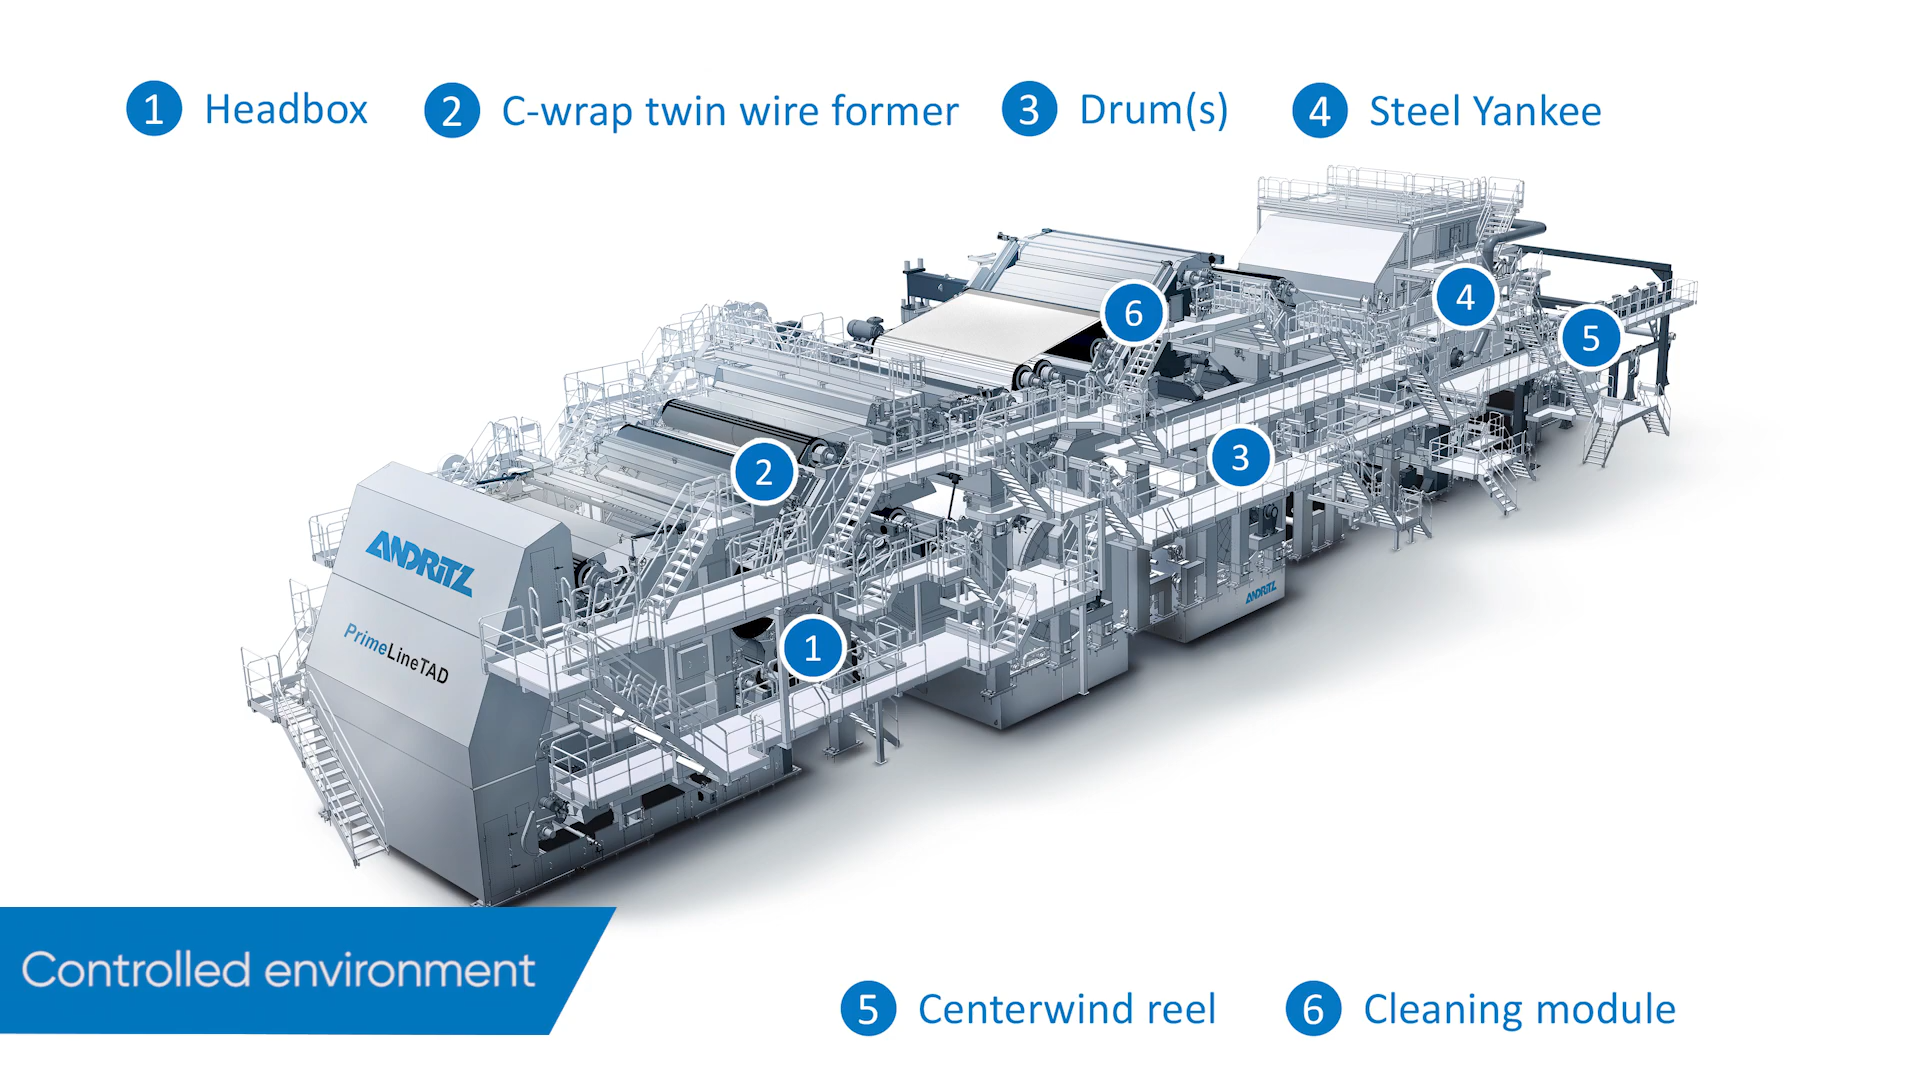 1 Headbox 2 C-wrap twin wire former 3 Drum(s) 4 Steel Yankee
6
4
5
3
2
ANDRITZ
ANDRITZ
PrimeLineTAD
1
Controlled environment
5 Centerwind reel 6 Cleaning module